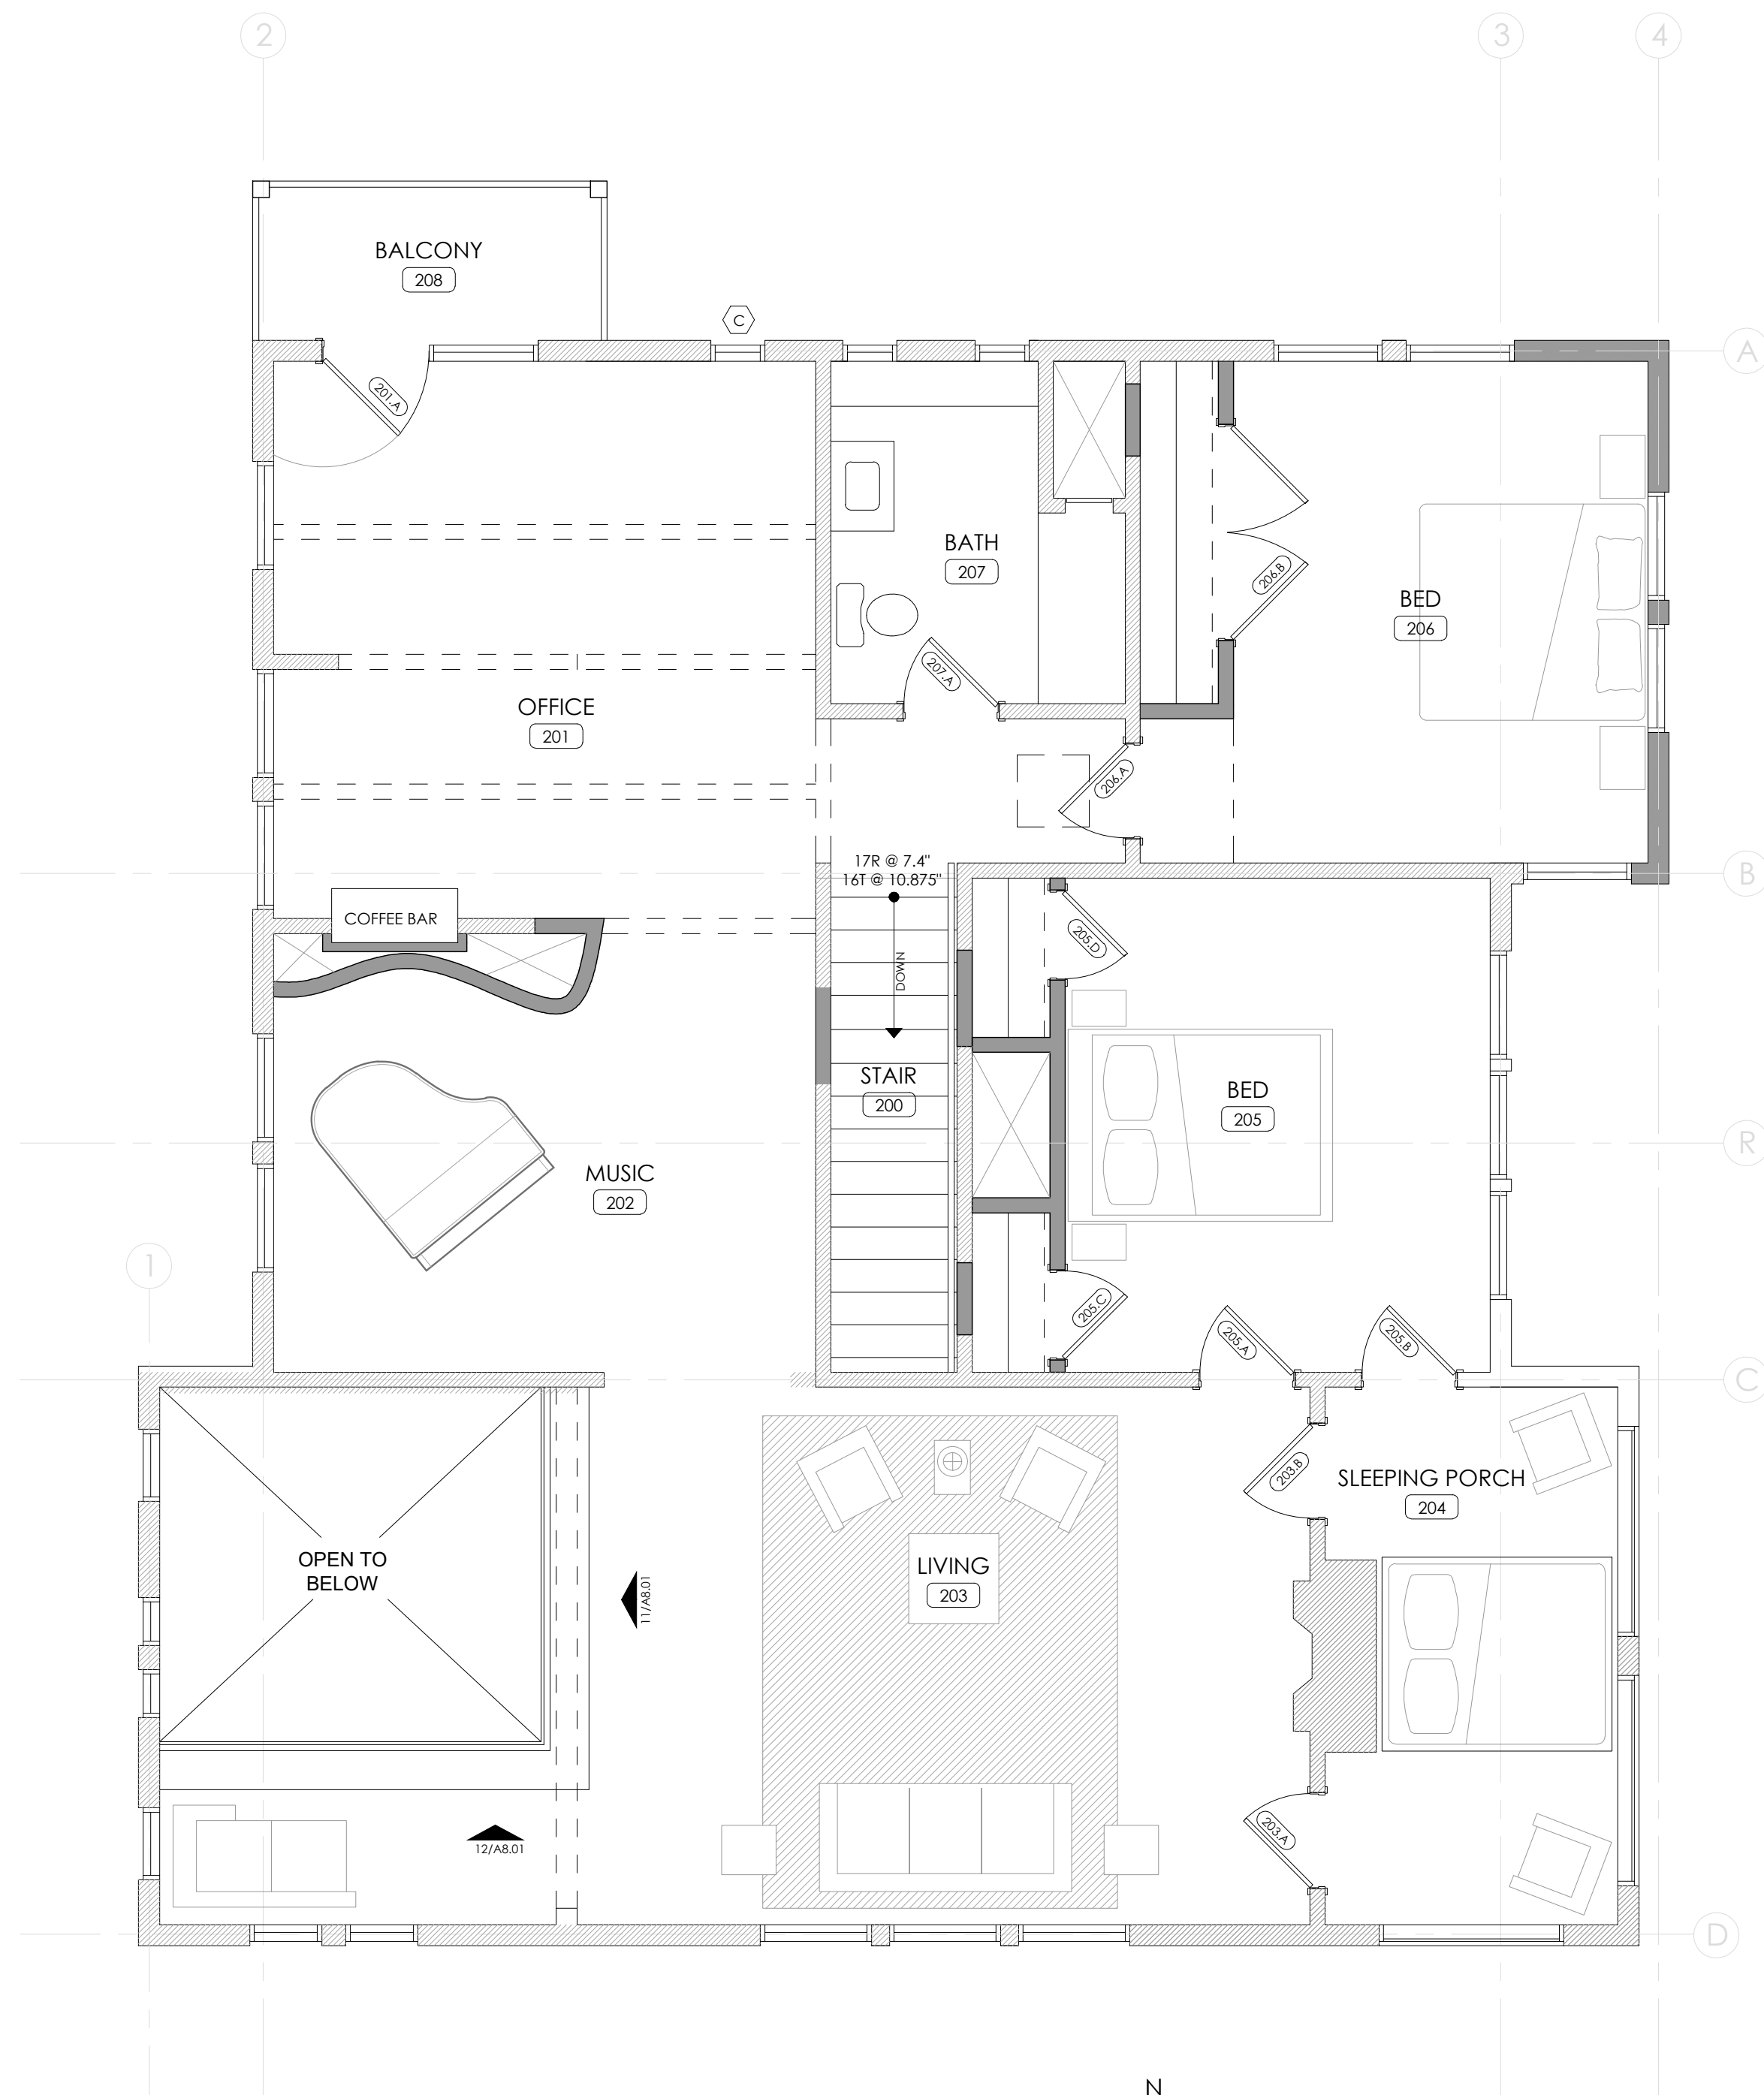 2
3
4
BALCONY
208
C
A
201.A
BATH
207
206.B
BED
206
207.A
OFFICE
201
206.A
17R @ 7.4"
16T @ 10.875"
B
COFFEE BAR
205.D
DOWN
STAIR
200
BED
205
R
MUSIC
202
1
205.C
205.A
205.B
C
203.B
SLEEPING PORCH
204
OPEN TO
BELOW
LIVING
203
11/A8.01
203.A
12/A8.01
D
N